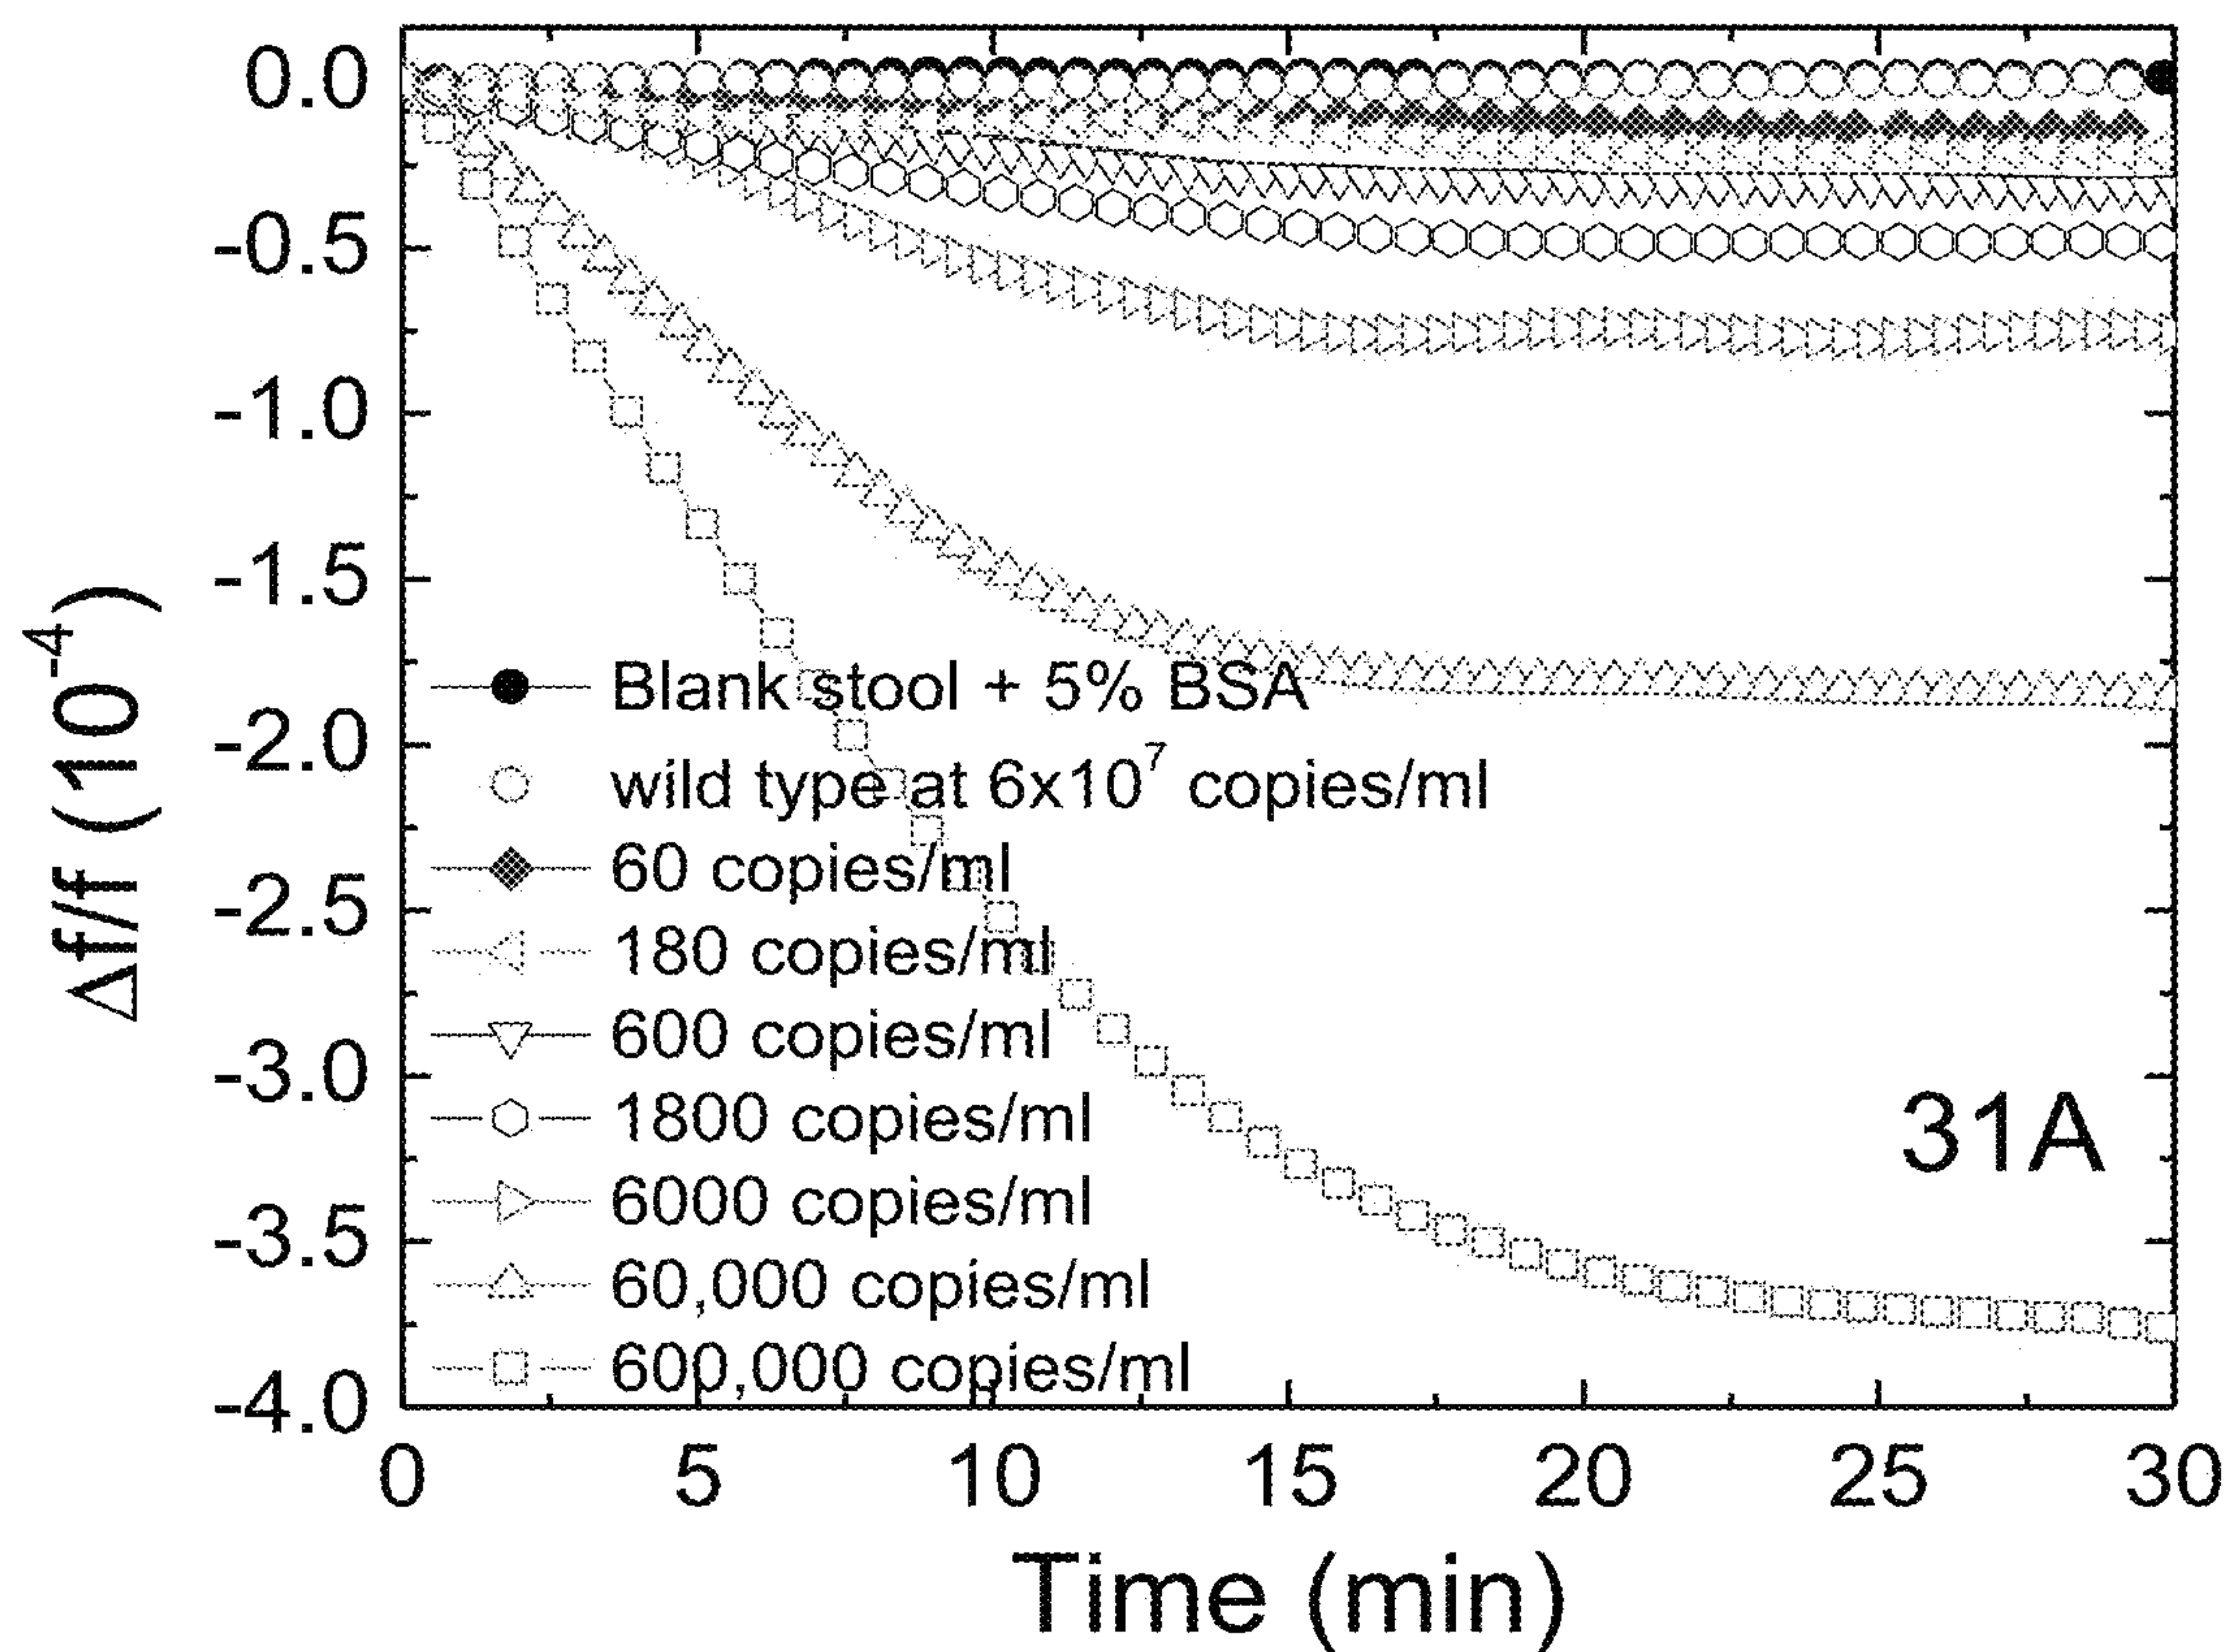 0.0
-0.5
-1.0
-1.5
-2.0
-2.5
-3.0
-3.5
-4.0
Δf/f (10⁻⁴)
Blank stool + 5% BSA
wild type at 6x10⁷ copies/ml
60 copies/ml
180 copies/ml
600 copies/ml
1800 copies/ml
6000 copies/ml
60,000 copies/ml
600,000 copies/ml
31A
0 5 10 15 20 25 30
Time (min)